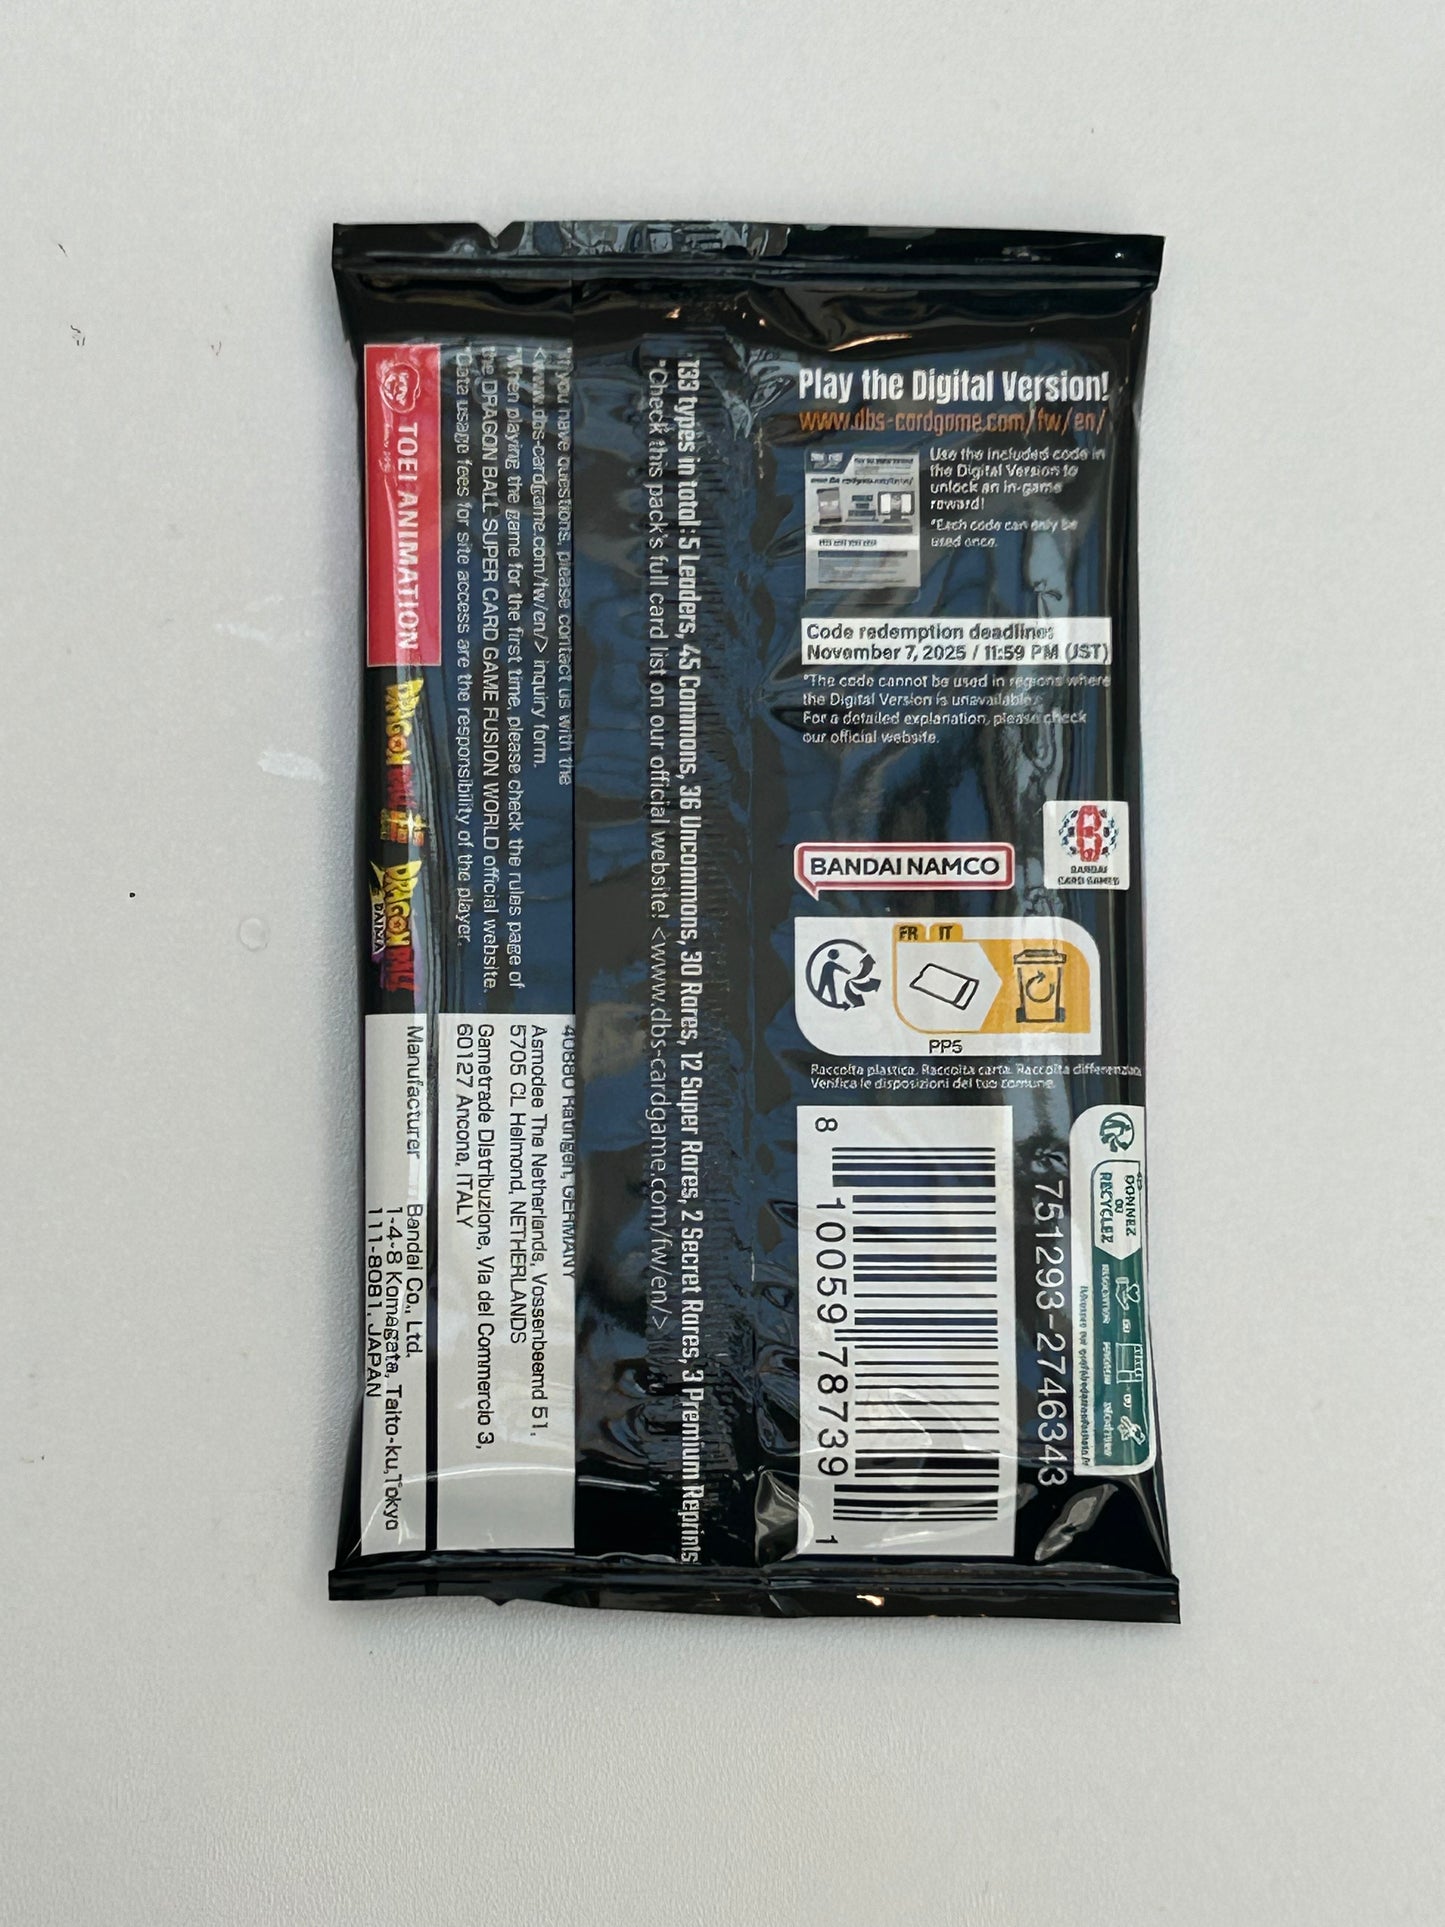 Play the Digital Version!
www.dbs-cardgame.com/fw/en/
Use the included code in
the Digital Version to
unlock an in-game
reward!
*Each code can only be
used once.
Code redemption deadline:
November 7, 2025 / 11:59 PM (JST)
*The code cannot be used in regions where
the Digital Version is unavailable.
For a detailed explanation, please check
our official website.
BANDAI NAMCO
BANDAI
CARD GAMES
FR IT
PP5
Raccolta plastica. Raccolta carta. Raccolta differenziata.
Verifica le disposizioni del tuo comune.
8 10059 78739 1
751293-2746343
DONNEZ
OU
RECYCLEZ
133 types in total: 5 Leaders, 45 Commons, 36 Uncommons, 30 Rares, 12 Super Rares, 2 Secret Rares, 3 Premium Reprints
*Check this pack's full card list on our official website! <www.dbs-cardgame.com/fw/en/>
you have questions, please contact us with the
<www.dbs-cardgame.com/fw/en/> inquiry form.
When playing the game for the first time, please check the rules page of
the DRAGON BALL SUPER CARD GAME FUSION WORLD official website.
Data usage fees for site access are the responsibility of the player.
TOEI ANIMATION
DRAGON BALL
DRAGON BALL
DAIMA
40880 Ratingen, GERMANY
Asmodee The Netherlands, Vossenbeemd 51,
5705 CL Helmond, NETHERLANDS
Gametrade Distribuzione, Via del Commercio 3,
60127 Ancona, ITALY
Manufacturer Bandai Co., Ltd.
1-4-8 Komagata, Taito-ku, Tokyo
111-8081, JAPAN